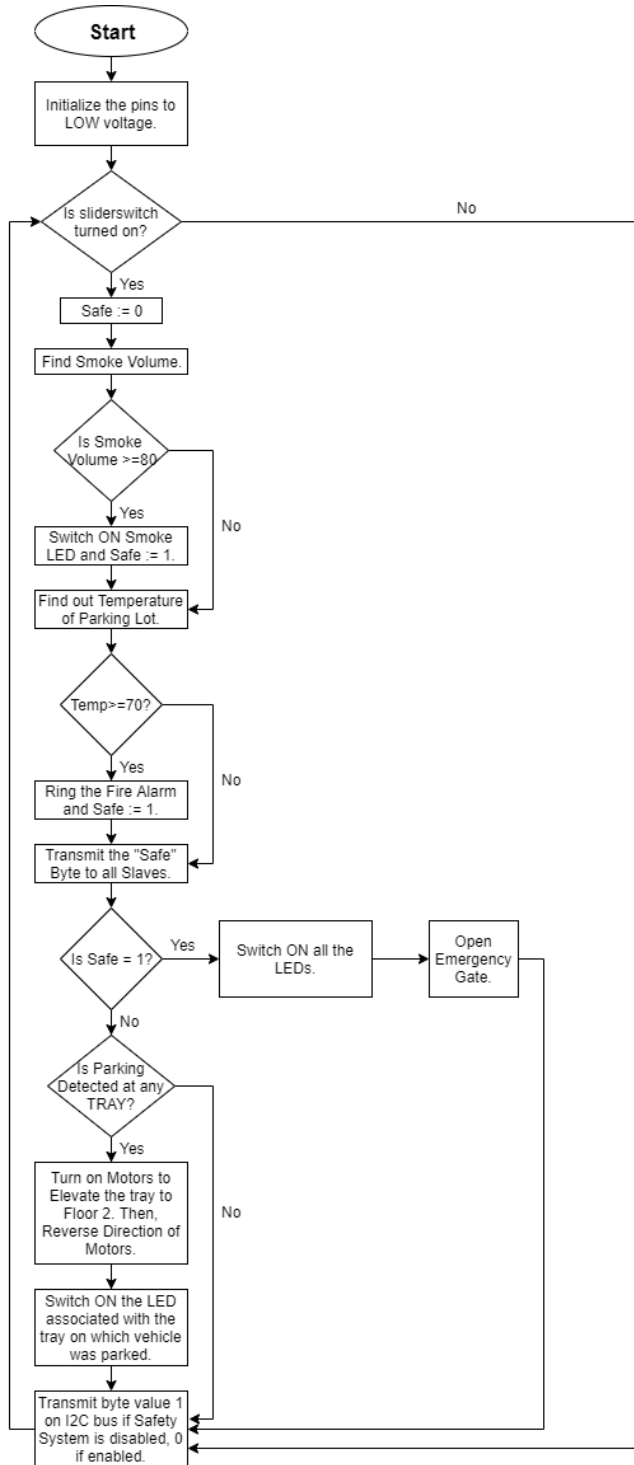 Start
Initialize the pins to
LOW voltage.
Is sliderswitch
turned on?
No
Yes
Safe := 0
Find Smoke Volume.
Is Smoke
Volume >=80
Yes
No
Switch ON Smoke
LED and Safe := 1.
Find out Temperature
of Parking Lot.
Temp>=70?
Yes
No
Ring the Fire Alarm
and Safe := 1.
Transmit the "Safe"
Byte to all Slaves.
Is Safe = 1?
Yes
Switch ON all the
LEDs.
Open
Emergency
Gate.
No
Is Parking
Detected at any
TRAY?
Yes
No
Turn on Motors to
Elevate the tray to
Floor 2. Then,
Reverse Direction of
Motors.
Switch ON the LED
associated with the
tray on which vehicle
was parked.
Transmit byte value 1
on I2C bus if Safety
System is disabled, 0
if enabled.